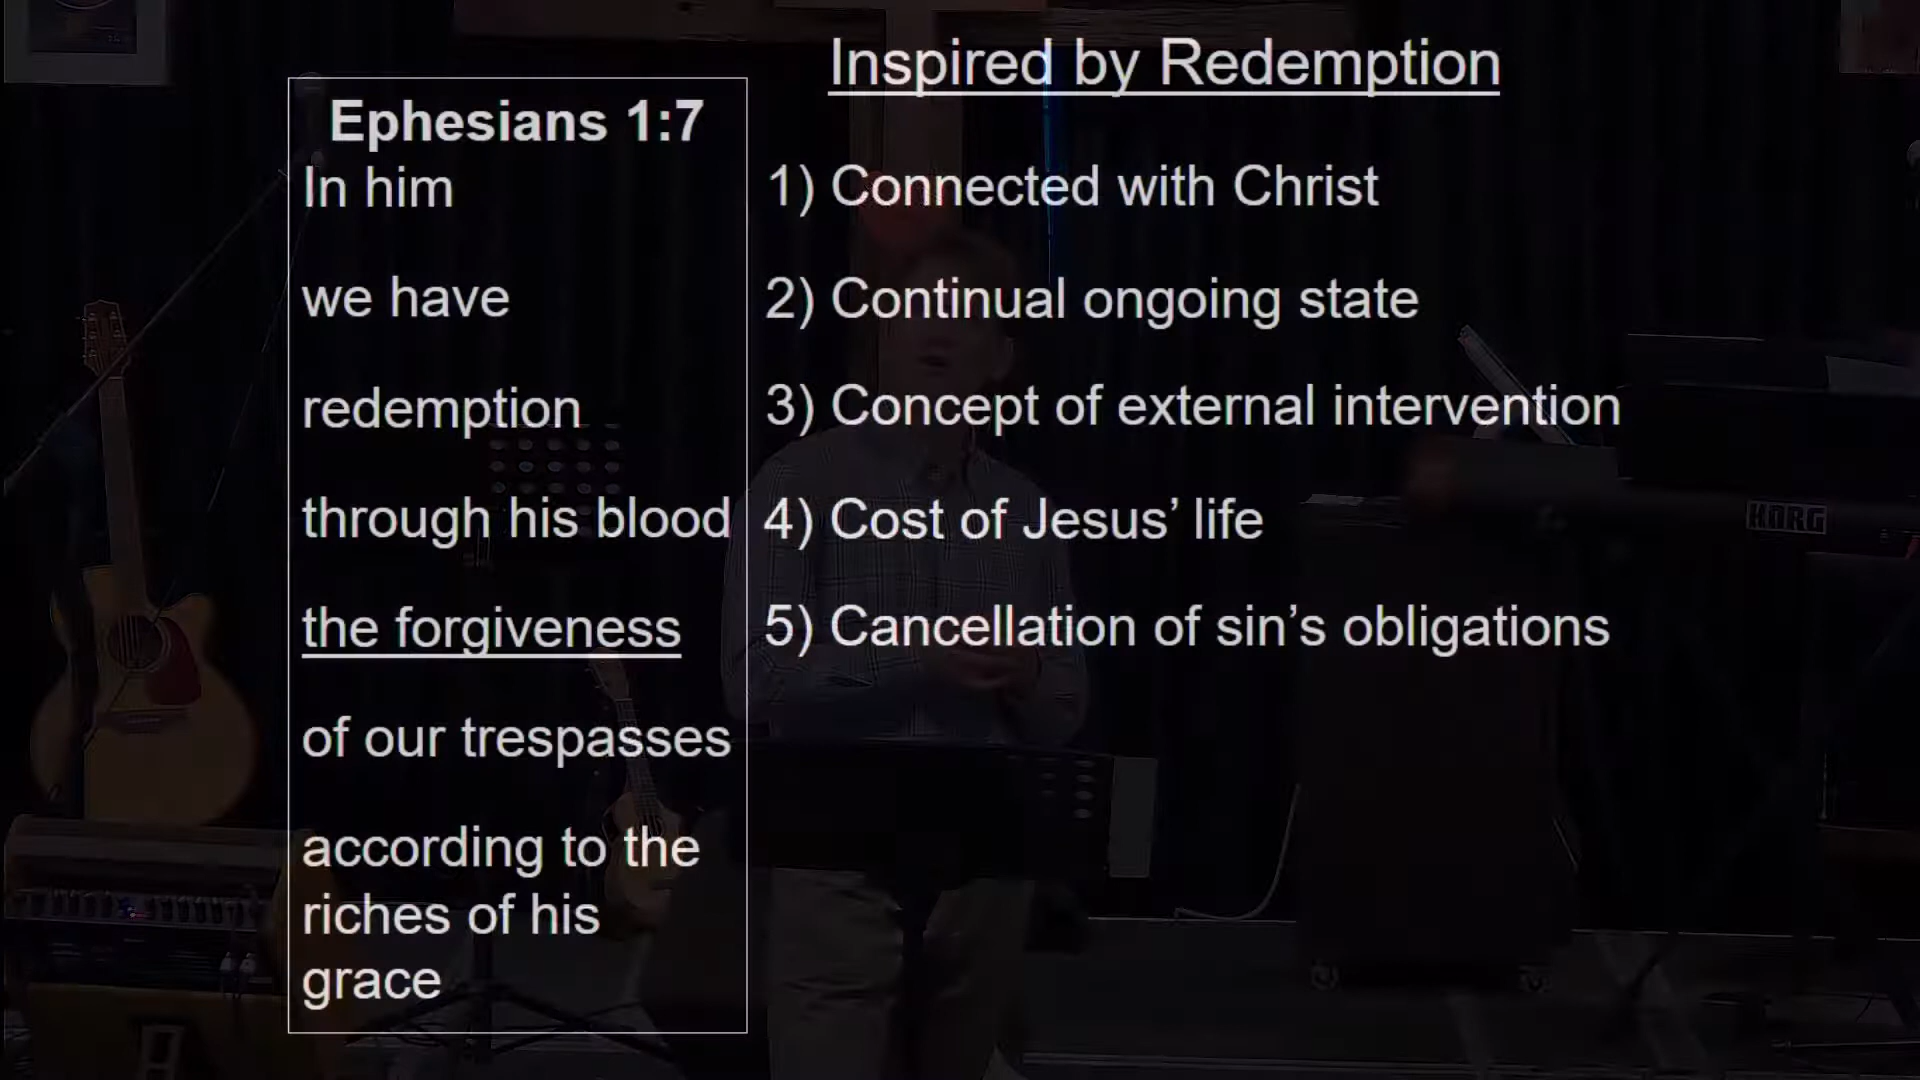 Inspired by Redemption
Ephesians 1:7
In him
we have
redemption
through his blood
the forgiveness
of our trespasses
according to the
riches of his
grace
1) Connected with Christ
2) Continual ongoing state
3) Concept of external intervention
4) Cost of Jesus’ life
5) Cancellation of sin’s obligations
KORG